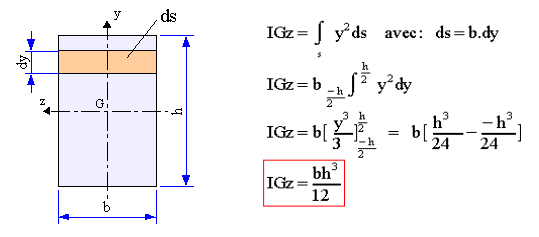 y
ds
dy
z
G
h
b
IGz = ∫ₛ y²ds avec: ds=b.dy
IGz = b ∫_{-h/2}^{h/2} y²dy
IGz = b[ y³/3 ]_{-h/2}^{h/2} = b[ h³/24 - -h³/24 ]
IGz = bh³/12